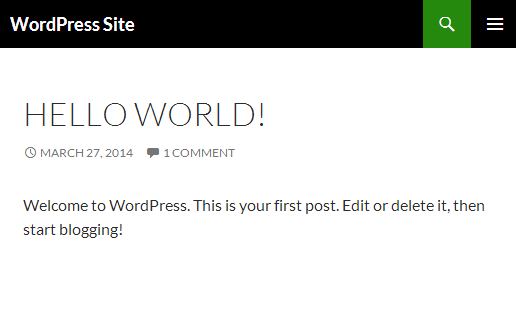 WordPress Site
HELLO WORLD!
MARCH 27, 2014 1 COMMENT
Welcome to WordPress. This is your first post. Edit or delete it, then
start blogging!